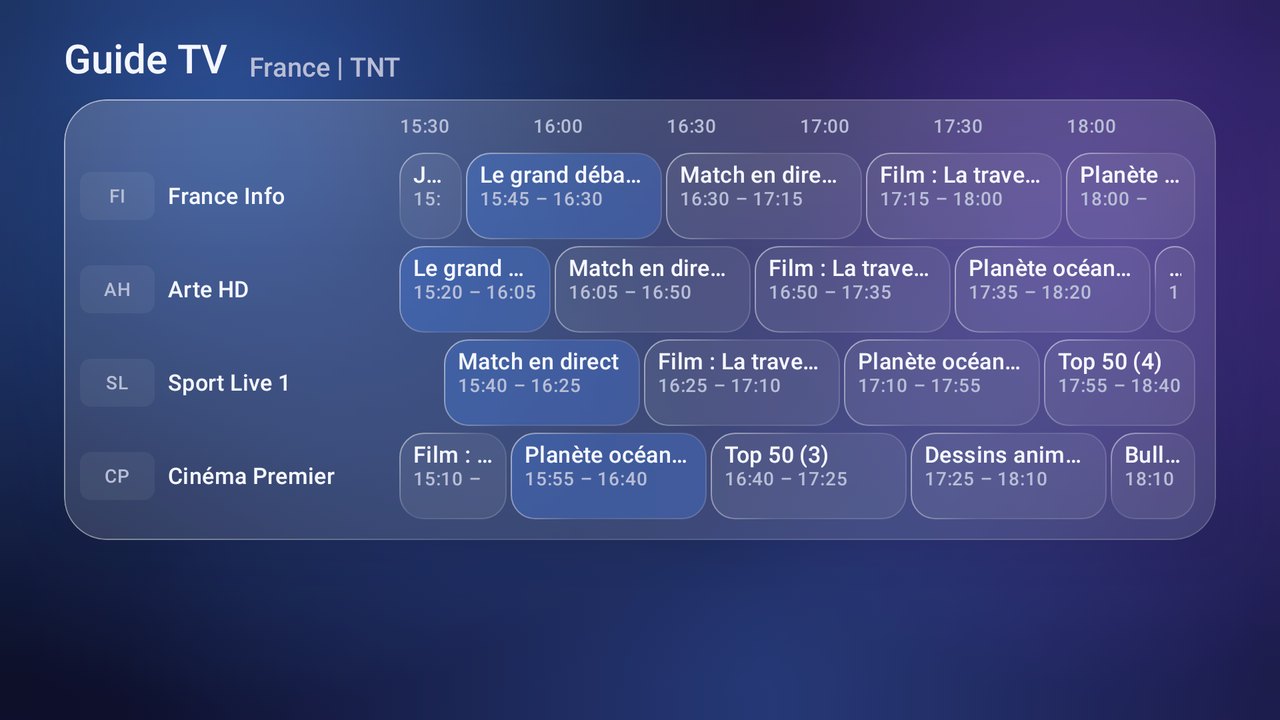 Guide TV France | TNT
15:30 16:00 16:30 17:00 17:30 18:00
FI France Info
J… Le grand déba… Match en dire… Film : La trave… Planète …
15: 15:45 – 16:30 16:30 – 17:15 17:15 – 18:00 18:00 –
AH Arte HD
Le grand … Match en dire… Film : La trave… Planète océan… …
15:20 – 16:05 16:05 – 16:50 16:50 – 17:35 17:35 – 18:20 1
SL Sport Live 1
Match en direct Film : La trave… Planète océan… Top 50 (4)
15:40 – 16:25 16:25 – 17:10 17:10 – 17:55 17:55 – 18:40
CP Cinéma Premier
Film : … Planète océan… Top 50 (3) Dessins anim… Bull…
15:10 – 15:55 – 16:40 16:40 – 17:25 17:25 – 18:10 18:10